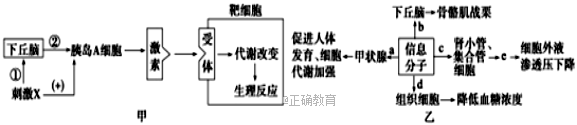 靶细胞
下丘脑 ② 胰岛A细胞 激素 受体 代谢改变
生理反应
① (+)
刺激X
甲
下丘脑→骨骼肌战栗
b
促进人体
发育、细胞
代谢加强
甲状腺 a 信息分子 c 肾小管、集合管细胞 e 细胞外液渗透压下降
d
组织细胞→降低血糖浓度
乙
@正确教育